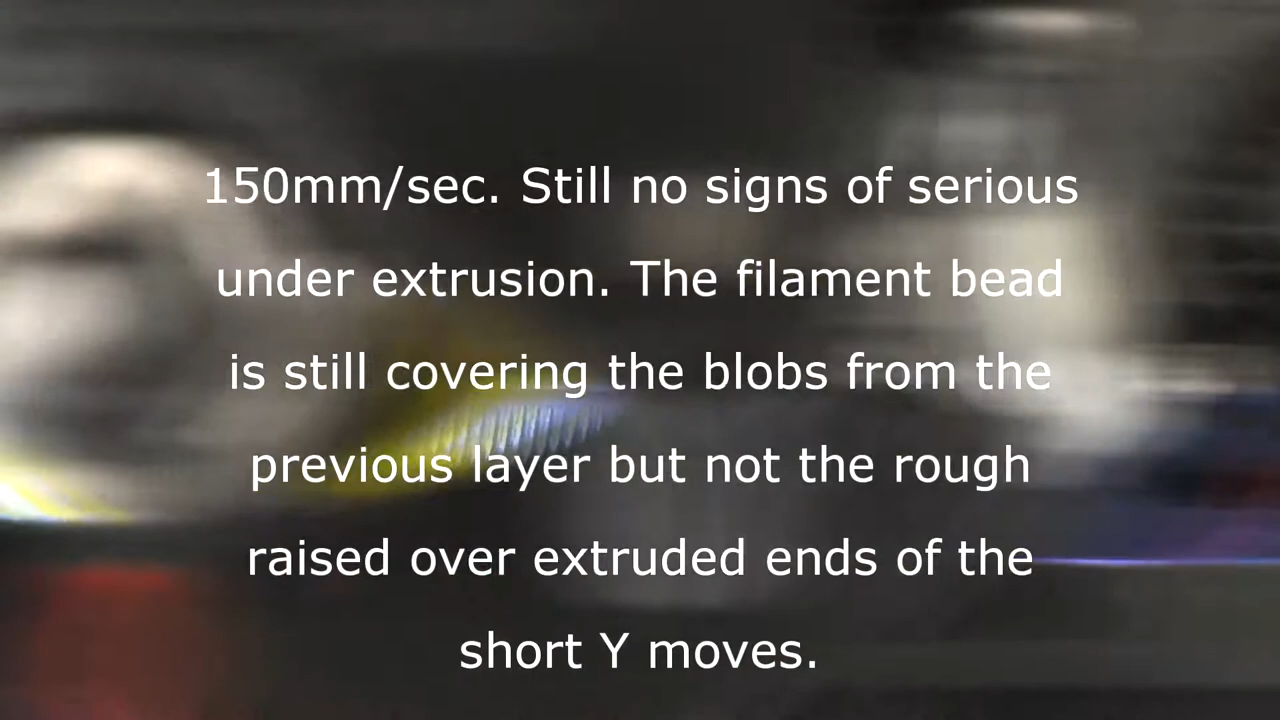 150mm/sec. Still no signs of serious
under extrusion. The filament bead
is still covering the blobs from the
previous layer but not the rough
raised over extruded ends of the
short Y moves.